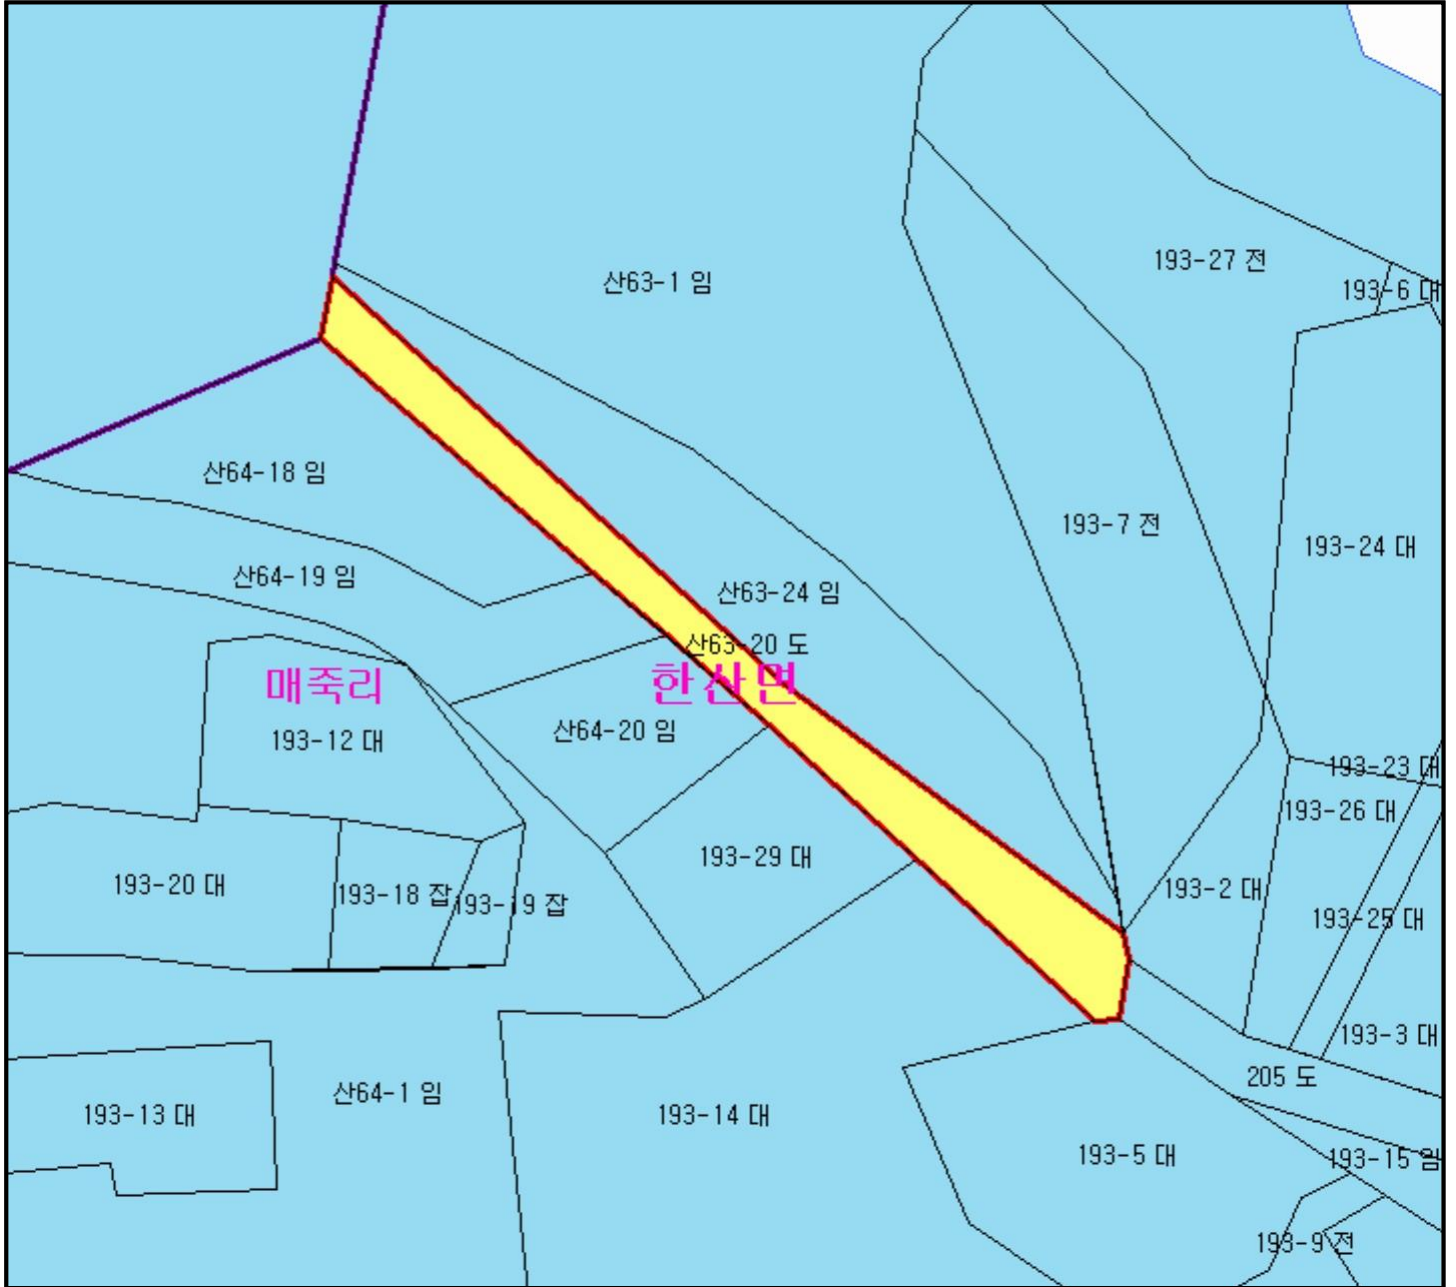 193-27 전
산63-1 임
193-6 대
산64-18 임
193-7 전
193-24 대
산64-19 임
산63-24 임
산63-20 도
매죽리
한산면
산64-20 임
193-12 대
193-23 대
193-26 대
193-29 대
193-20 대
193-18 잡
193-19 잡
193-2 대
193-25 대
193-3 대
205 도
산64-1 임
193-13 대
193-14 대
193-5 대
193-15 임
193-9 전